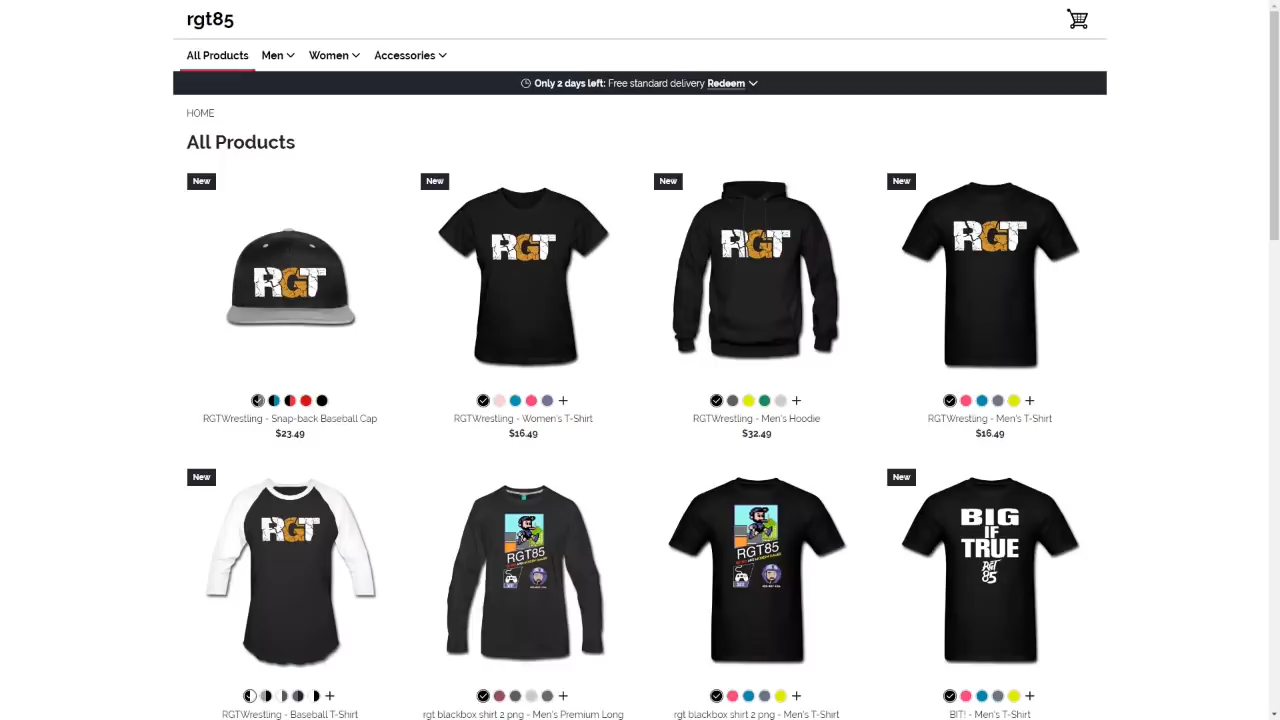 rgt85
All Products Men Women Accessories
Only 2 days left: Free standard delivery Redeem
HOME
All Products
New New New New
RGT RGT RGT RGT
RGTWrestling - Snap-back Baseball Cap RGTWrestling - Women's T-Shirt RGTWrestling - Men's Hoodie RGTWrestling - Men's T-Shirt
$23.49 $16.49 $32.49 $16.49
New New
RGT RGT85 RGT85 BIG
IF
TRUE
RGT
85
RGTWrestling - Baseball T-Shirt rgt blackbox shirt 2 png - Men's Premium Long rgt blackbox shirt 2 png - Men's T-Shirt BIT! - Men's T-Shirt